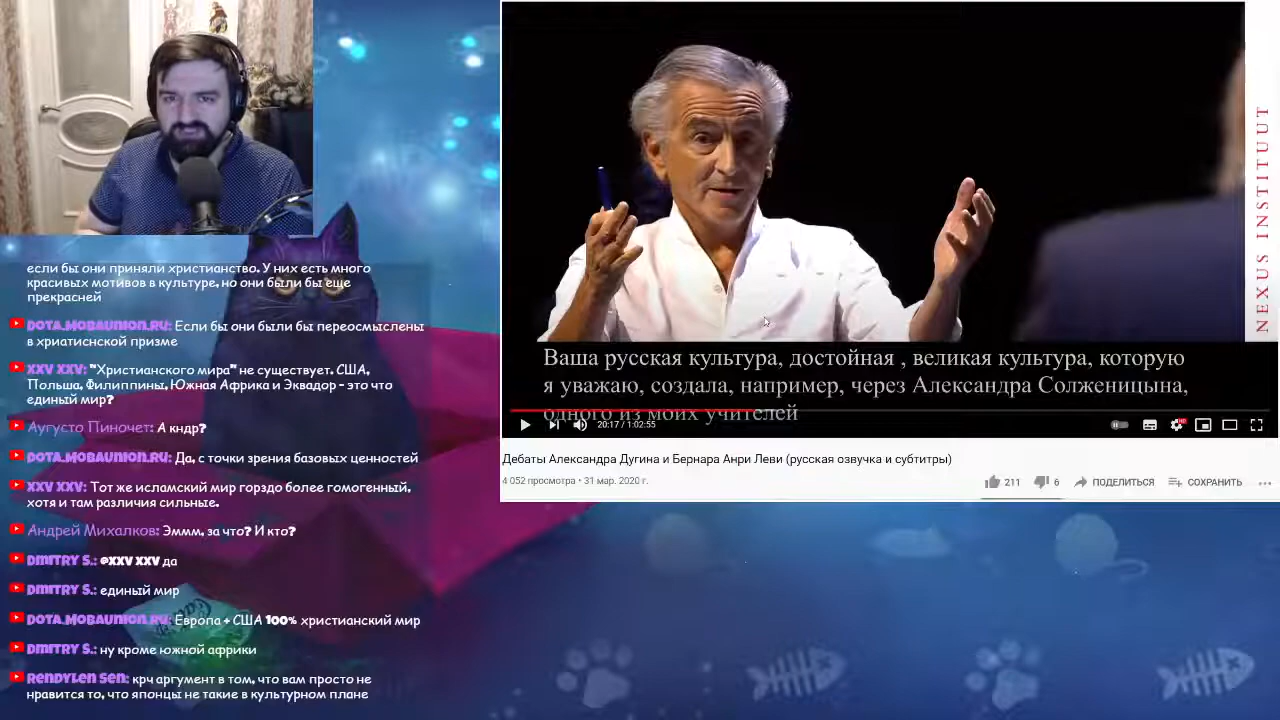 если бы они приняли христианство. У них есть много
красивых мотивов в культуре, но они были бы еще
прекрасней
DOTA.MOBAUNION.RU: Если бы они были бы переосмыслены
в хриатиснской призме
XXV XXV: "Христианского мира" не существует. США,
Польша, Филиппины, Южная Африка и Эквадор - это что
единый мир?
Аугусто Пиночет: А кндр?
DOTA.MOBAUNION.RU: Да, с точки зрения базовых ценностей
XXV XXV: Тот же исламский мир горздо более гомогенный,
хотя и там различия сильные.
Андрей Михалков: Эммм, за что? И кто?
DMITRY S.: @XXV XXV да
DMITRY S.: единый мир
DOTA.MOBAUNION.RU: Европа + США 100% христианский мир
DMITRY S.: ну кроме южной африки
RENDYLEN SEN: крч аргумент в том, что вам просто не
нравится то, что японцы не такие в культурном плане
NEXUS INSTITUUT
Ваша русская культура, достойная , великая культура, которую
я уважаю, создала, например, через Александра Солженицына,
одного из моих учителей
20:17 / 1:02:55
Дебаты Александра Дугина и Бернара Анри Леви (русская озвучка и субтитры)
4 052 просмотра • 31 мар. 2020 г.
211
6
ПОДЕЛИТЬСЯ
СОХРАНИТЬ